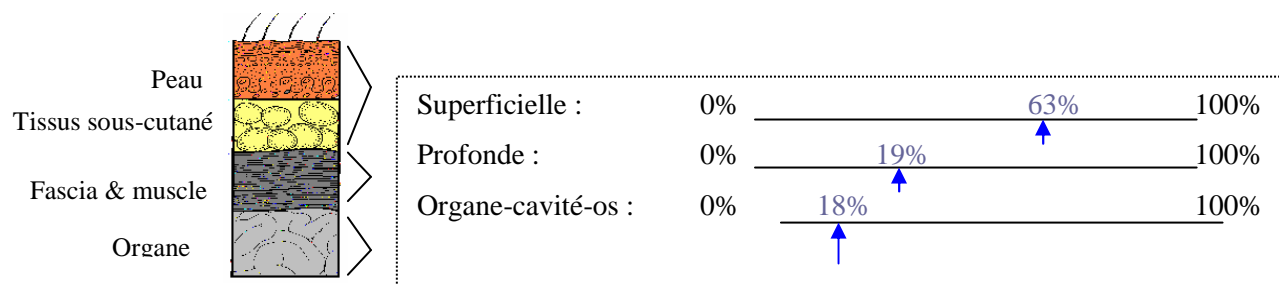 Peau
Tissus sous-cutané
Fascia & muscle
Organe
Superficielle : 0% 63% 100%
Profonde : 0% 19% 100%
Organe-cavité-os : 0% 18% 100%